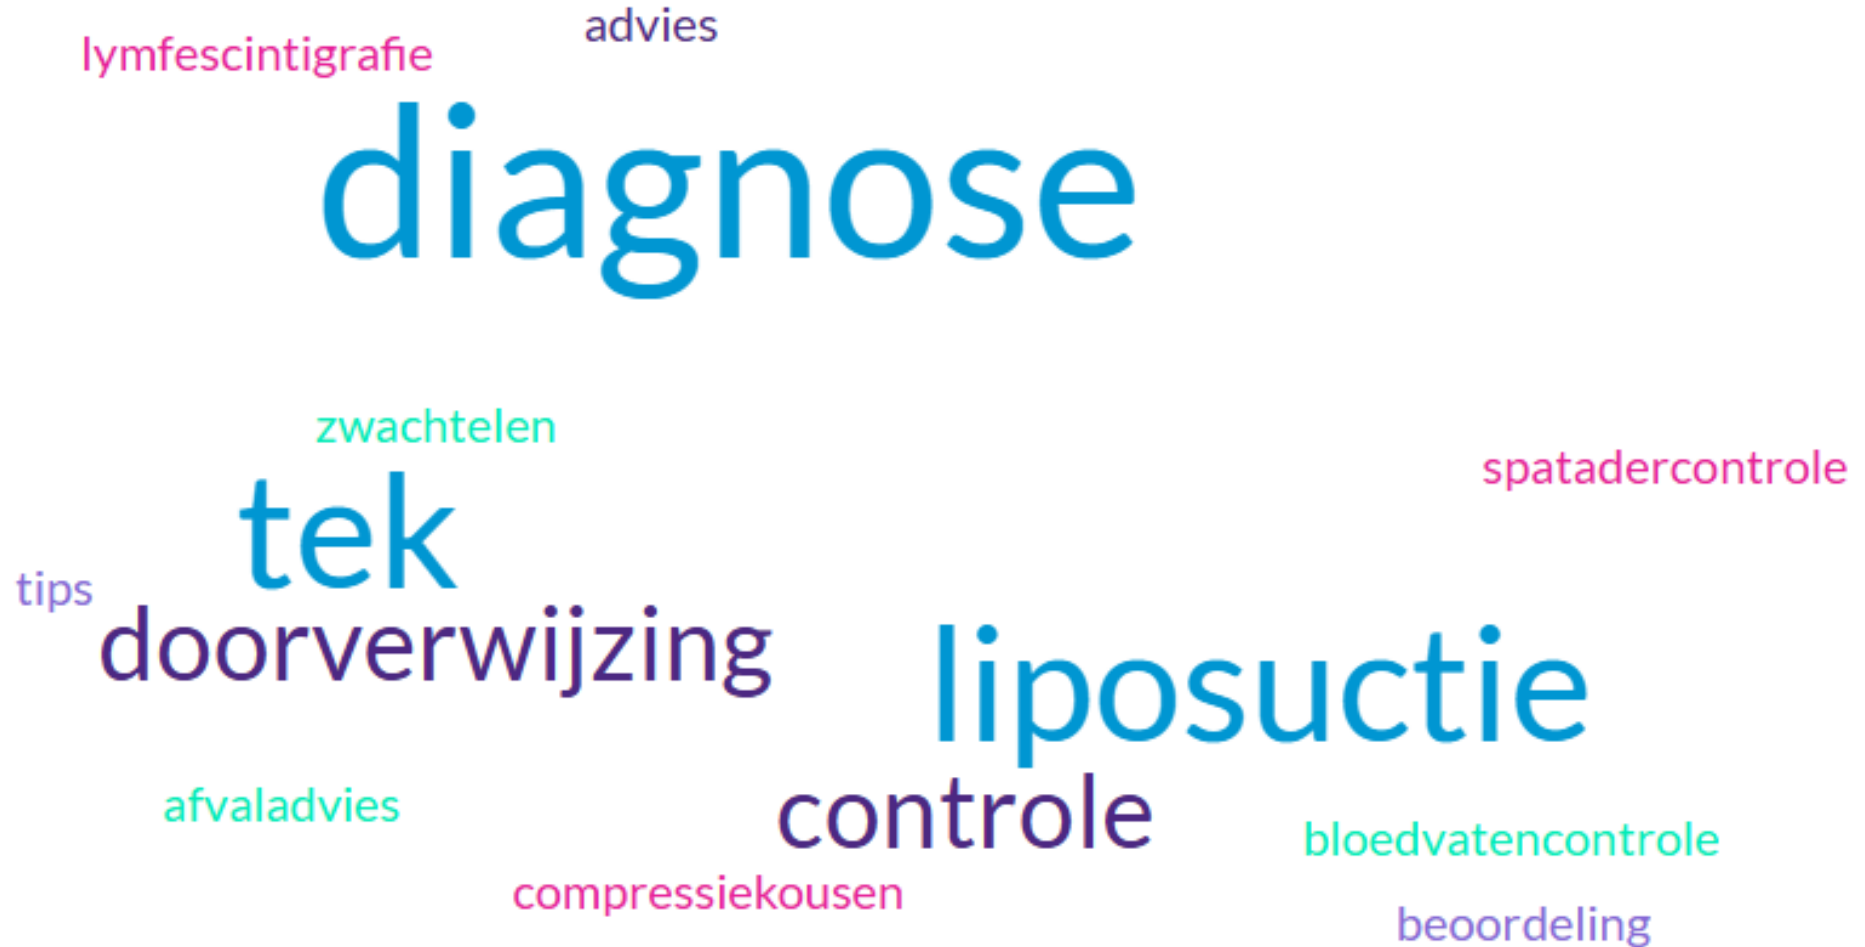 advies
lymfescintigrafie
diagnose
zwachtelen
spatadercontrole
tek
tips
doorverwijzing
liposuctie
afvaladvies
controle
bloedvatencontrole
compressiekousen
beoordeling